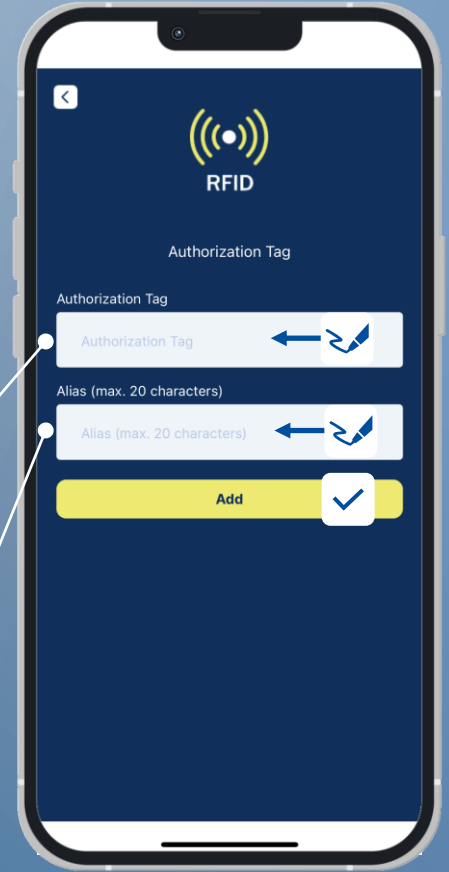 RFID
Authorization Tag
Authorization Tag
Authorization Tag
Alias (max. 20 characters)
Alias (max. 20 characters)
Add